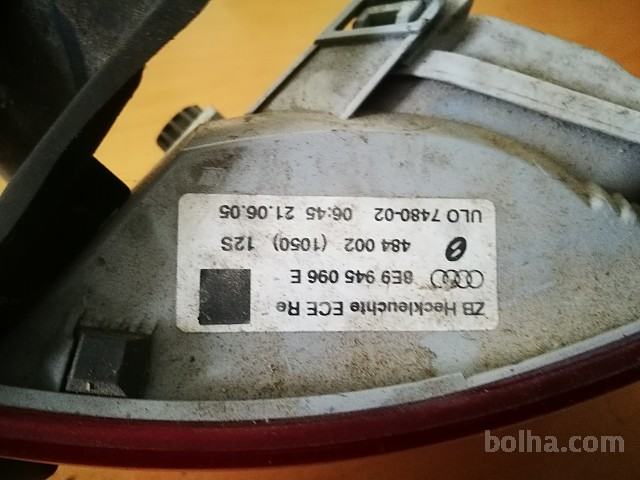 ZB Heckleuchte ECE Re
8E9 945 096 E
484 002 (1050) 12S
ULO 7480-02 06:45 21.06.05
bolha.com